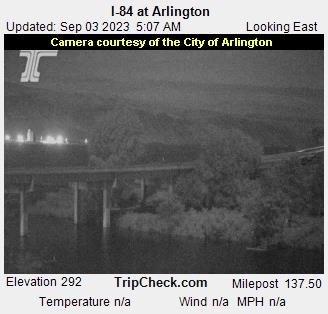 I-84 at Arlington
Updated: Sep 03 2023 5:07 AM Looking East
Camera courtesy of the City of Arlington
Elevation 292 TripCheck.com Milepost 137.50
Temperature n/a Wind n/a MPH n/a